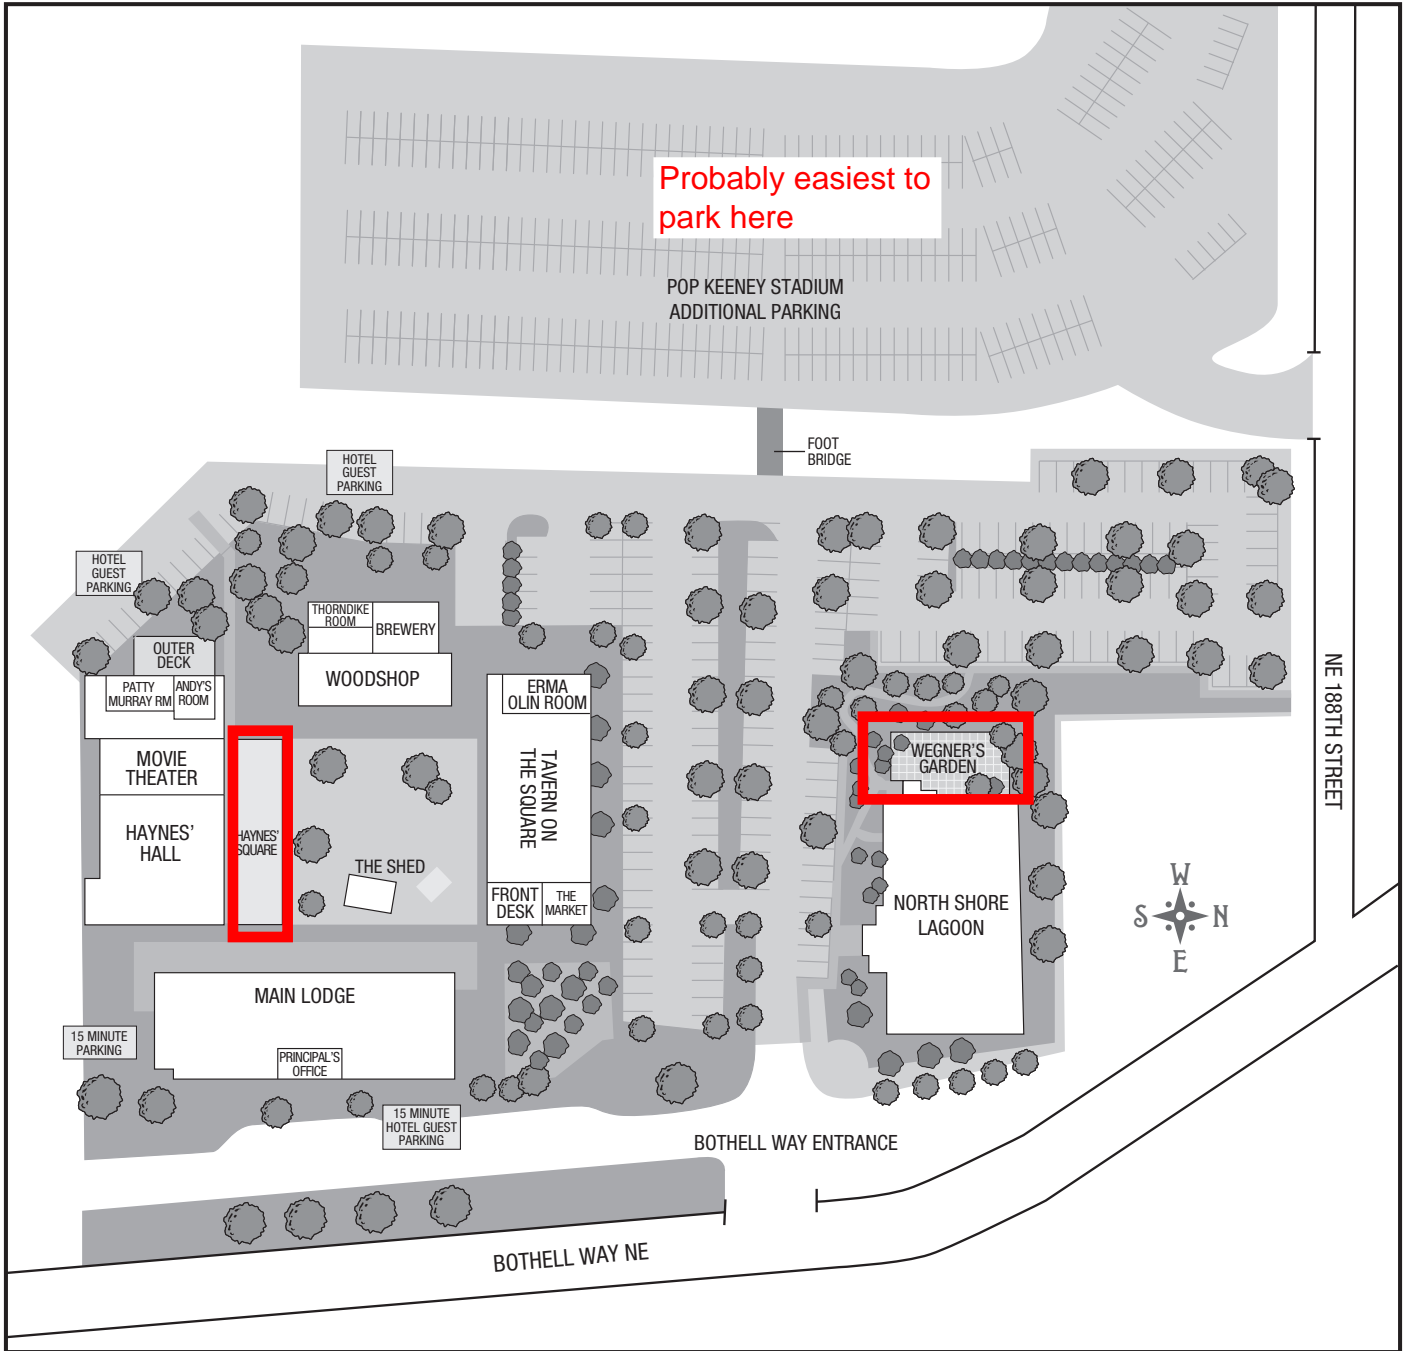 Probably easiest to
park here
POP KEENEY STADIUM
ADDITIONAL PARKING
FOOT
BRIDGE
HOTEL
GUEST
PARKING
HOTEL
GUEST
PARKING
THORNDIKE
ROOM
BREWERY
WOODSHOP
OUTER
DECK
PATTY
MURRAY RM
ANDY'S
ROOM
MOVIE
THEATER
HAYNES'
HALL
HAYNES'
SQUARE
THE SHED
ERMA
OLIN ROOM
TAVERN ON
THE SQUARE
FRONT
DESK
THE
MARKET
WEGNER'S
GARDEN
NORTH SHORE
LAGOON
NE 188TH STREET
W
S
N
E
MAIN LODGE
PRINCIPAL'S
OFFICE
15 MINUTE
PARKING
15 MINUTE
HOTEL GUEST
PARKING
BOTHELL WAY ENTRANCE
BOTHELL WAY NE